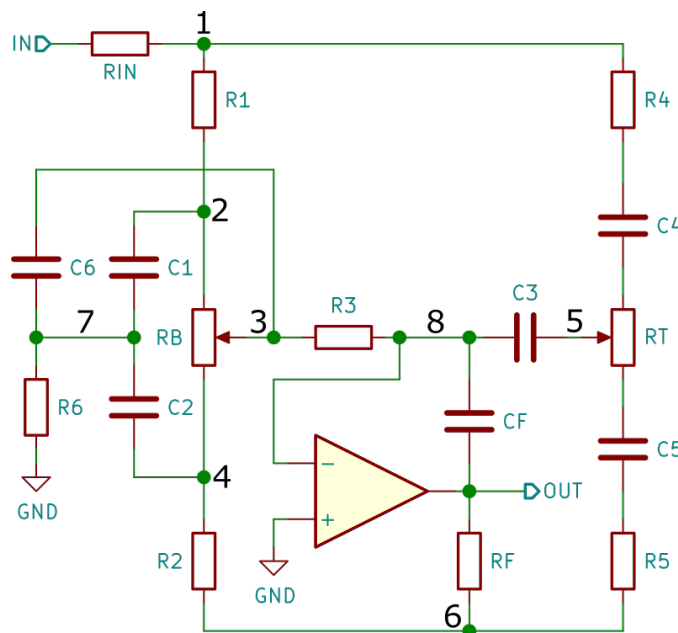 1
IN
RIN
R1
R4
2
C6
C1
C4
7
RB
3
R3
8
C3
5
RT
R6
C2
CF
C5
GND
4
−
OUT
+
R2
GND
RF
R5
6